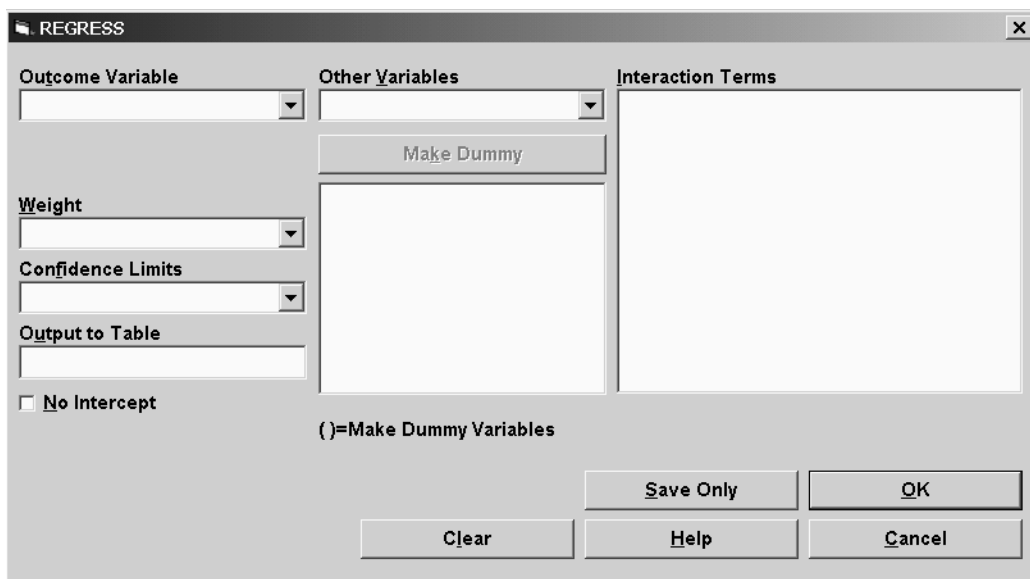 REGRESS
Outcome Variable
Other Variables
Interaction Terms
Make Dummy
Weight
Confidence Limits
Output to Table
No Intercept
( )=Make Dummy Variables
Save Only
OK
Clear
Help
Cancel